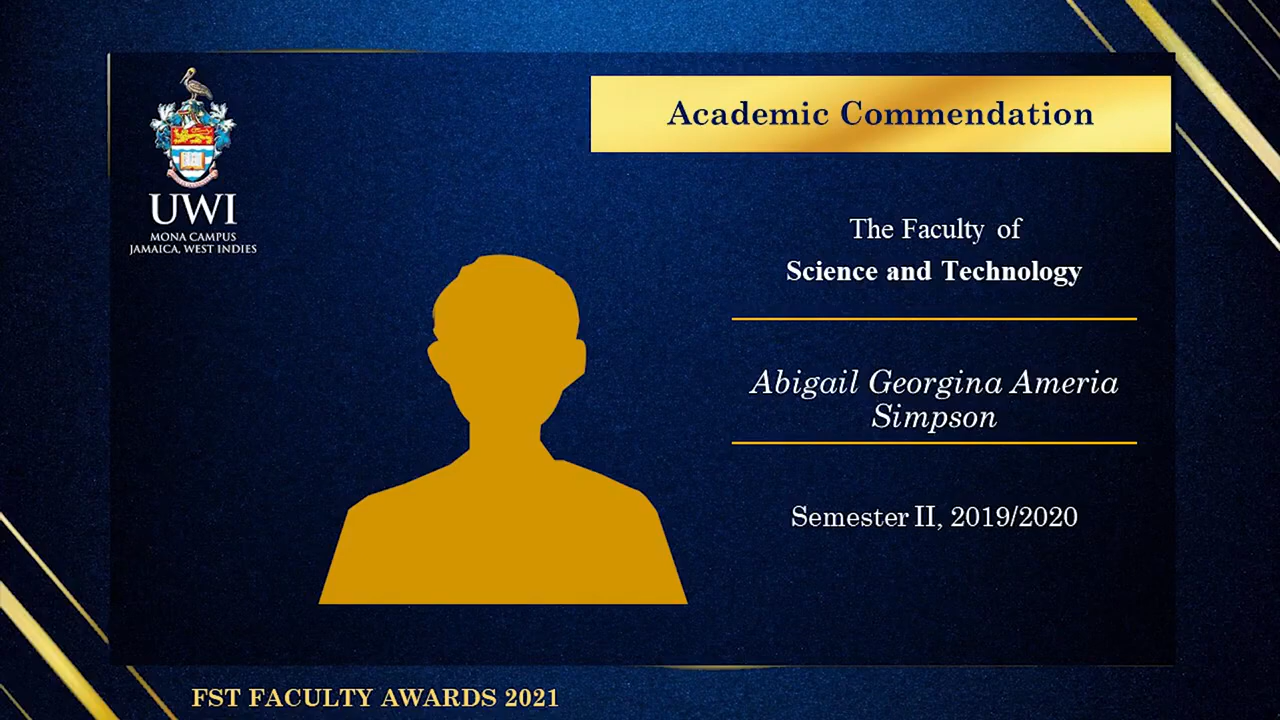 UWI
MONA CAMPUS
JAMAICA, WEST INDIES
Academic Commendation
The Faculty of
Science and Technology
Abigail Georgina Ameria
Simpson
Semester II, 2019/2020
FST FACULTY AWARDS 2021